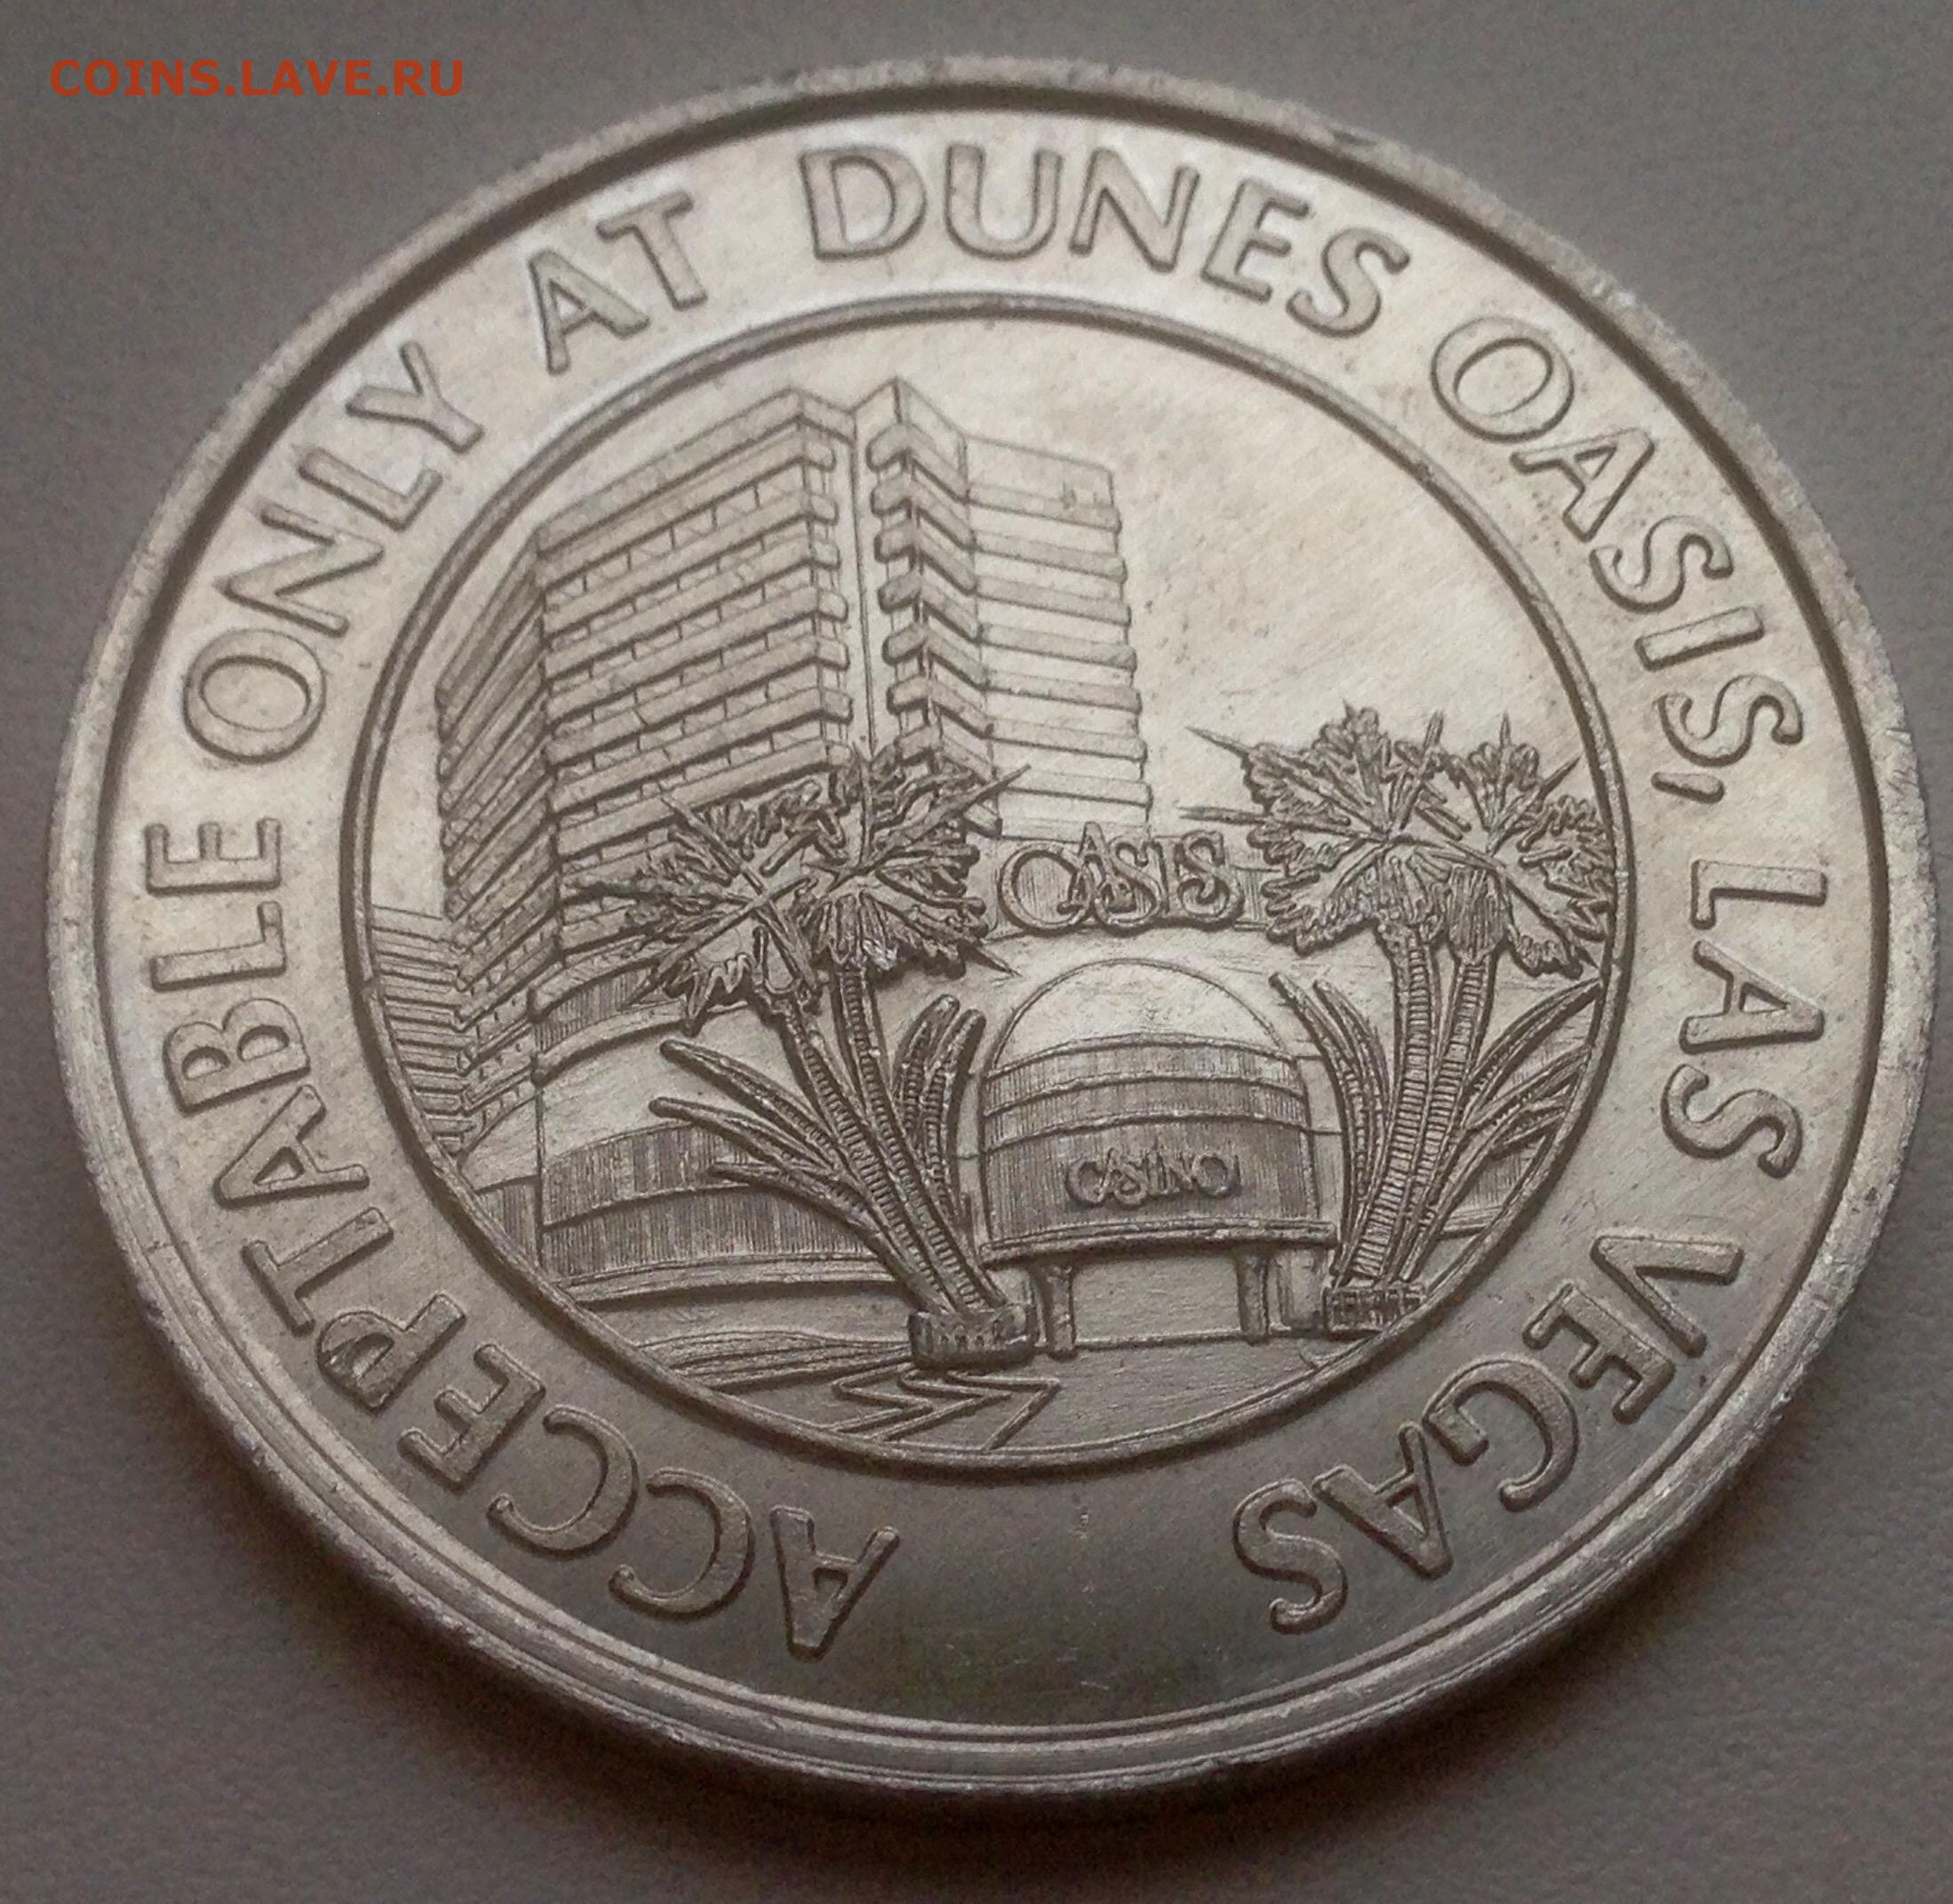 COINS.LAVE.RU
ACCEPTABLE ONLY AT DUNES OASIS, LAS VEGAS
OASIS
CASINO